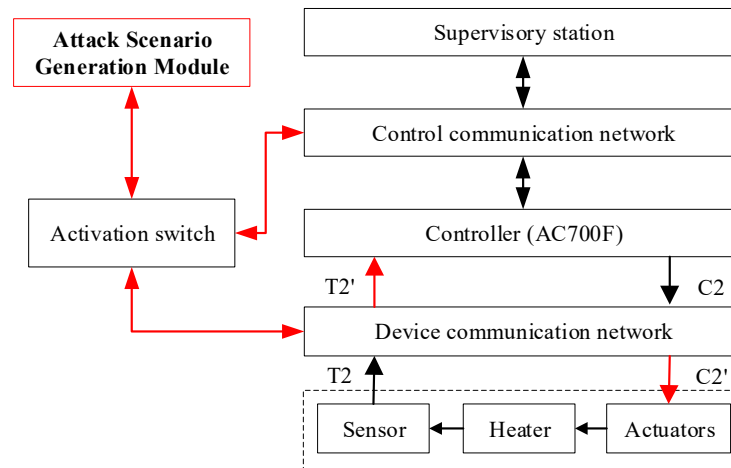 Attack Scenario
Generation Module
Supervisory station
Control communication network
Activation switch
Controller (AC700F)
T2'
C2
Device communication network
T2
C2'
Sensor
Heater
Actuators